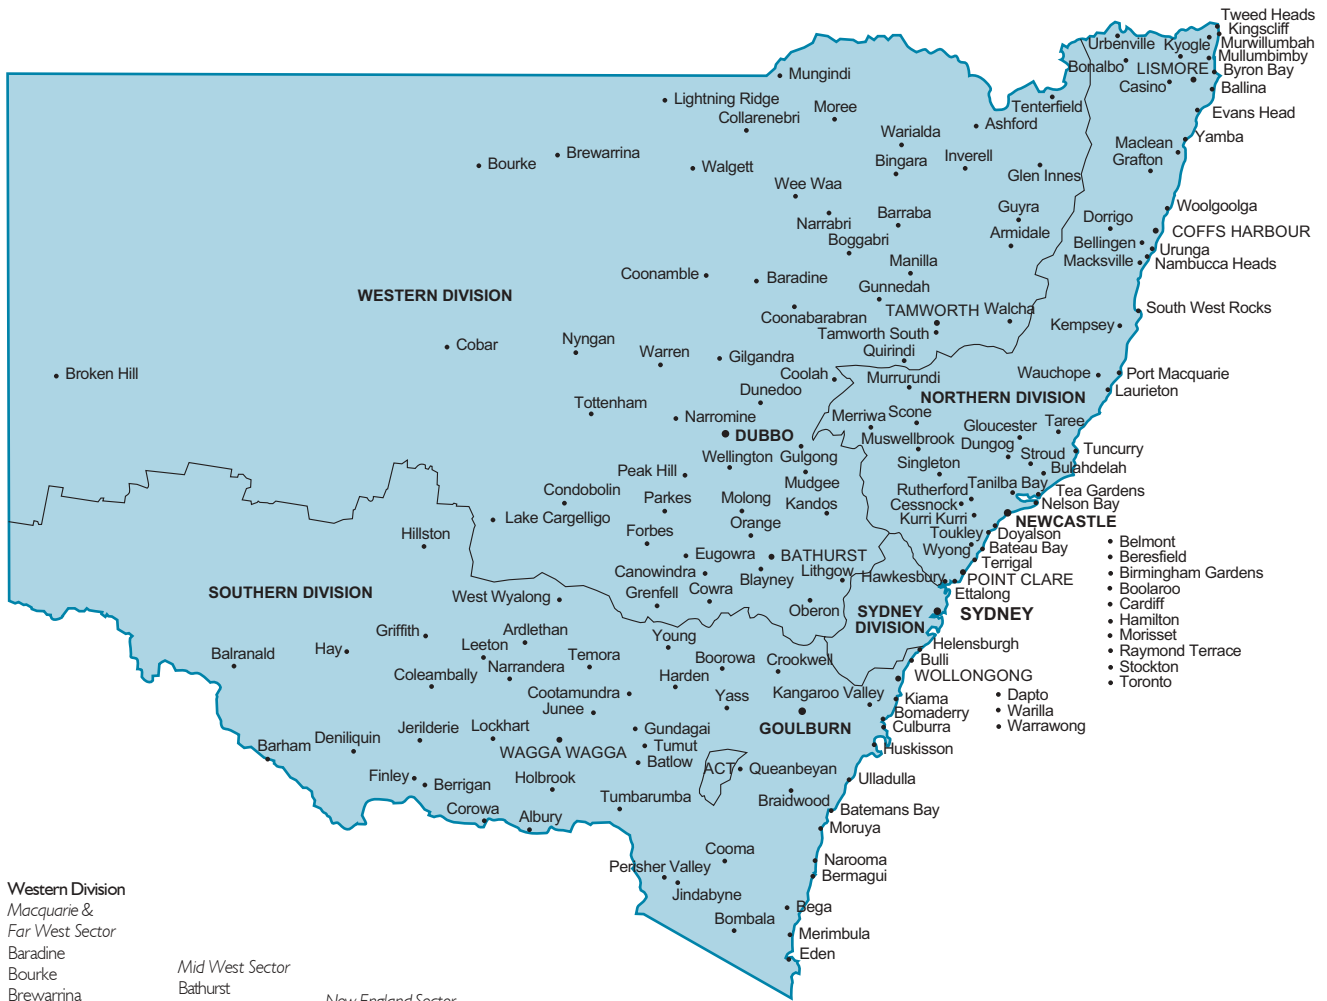 Tweed Heads
Kingscliff
Urbenville
Kyogle
Murwillumbah
Mullumbimby
Bonalbo
LISMORE
Byron Bay
Mungindi
Casino
Ballina
Lightning Ridge
Moree
Tenterfield
Evans Head
Collarenebri
Ashford
Warialda
Yamba
Maclean
Brewarrina
Bourke
Walgett
Bingara
Inverell
Grafton
Glen Innes
Wee Waa
Guyra
Woolgoolga
Narrabri
Barraba
Dorrigo
COFFS HARBOUR
Boggabri
Armidale
Bellingen
Urunga
Manilla
Macksville
Nambucca Heads
Coonamble
Baradine
Gunnedah
WESTERN DIVISION
TAMWORTH
Walcha
South West Rocks
Coonabarabran
Kempsey
Tamworth South
Cobar
Nyngan
Warren
Gilgandra
Quirindi
Broken Hill
Coolah
Murrurundi
Wauchope
Port Macquarie
Dunedoo
NORTHERN DIVISION
Laurieton
Tottenham
Narromine
Merriwa
Scone
Gloucester
Taree
DUBBO
Muswellbrook
Dungog
Tuncurry
Wellington
Gulgong
Singleton
Stroud
Peak Hill
Mudgee
Bulahdelah
Condobolin
Parkes
Molong
Kandos
Rutherford
Tanilba Bay
Tea Gardens
Cessnock
Nelson Bay
Lake Cargelligo
Orange
Kurri Kurri
NEWCASTLE
Hillston
Forbes
Toukley
Doyalson
Belmont
Eugowra
BATHURST
Wyong
Bateau Bay
Beresfield
Terrigal
Canowindra
Blayney
Lithgow
Hawkesbury
POINT CLARE
Birmingham Gardens
SOUTHERN DIVISION
Grenfell
Cowra
Ettalong
Boolaroo
West Wyalong
Oberon
SYDNEY
DIVISION
SYDNEY
Cardiff
Hamilton
Griffith
Ardlethan
Young
Helensburgh
Morisset
Balranald
Hay
Leeton
Temora
Boorowa
Crookwell
Bulli
Raymond Terrace
Coleambally
Narrandera
Harden
WOLLONGONG
Stockton
Cootamundra
Yass
Kangaroo Valley
Kiama
Dapto
Toronto
Junee
Bomaderry
Warilla
Jerilderie
Lockhart
Gundagai
GOULBURN
Culburra
Warrawong
Barham
Deniliquin
WAGGA WAGGA
Tumut
Huskisson
Batlow
ACT
Queanbeyan
Finley
Berrigan
Holbrook
Ulladulla
Tumbarumba
Braidwood
Corowa
Albury
Batemans Bay
Moruya
Cooma
Narooma
Perisher Valley
Bermagui
Jindabyne
Bega
Bombala
Merimbula
Eden
Western Division
Macquarie &
Far West Sector
Baradine
Bourke
Brewarrina
Mid West Sector
Bathurst
New England Sector